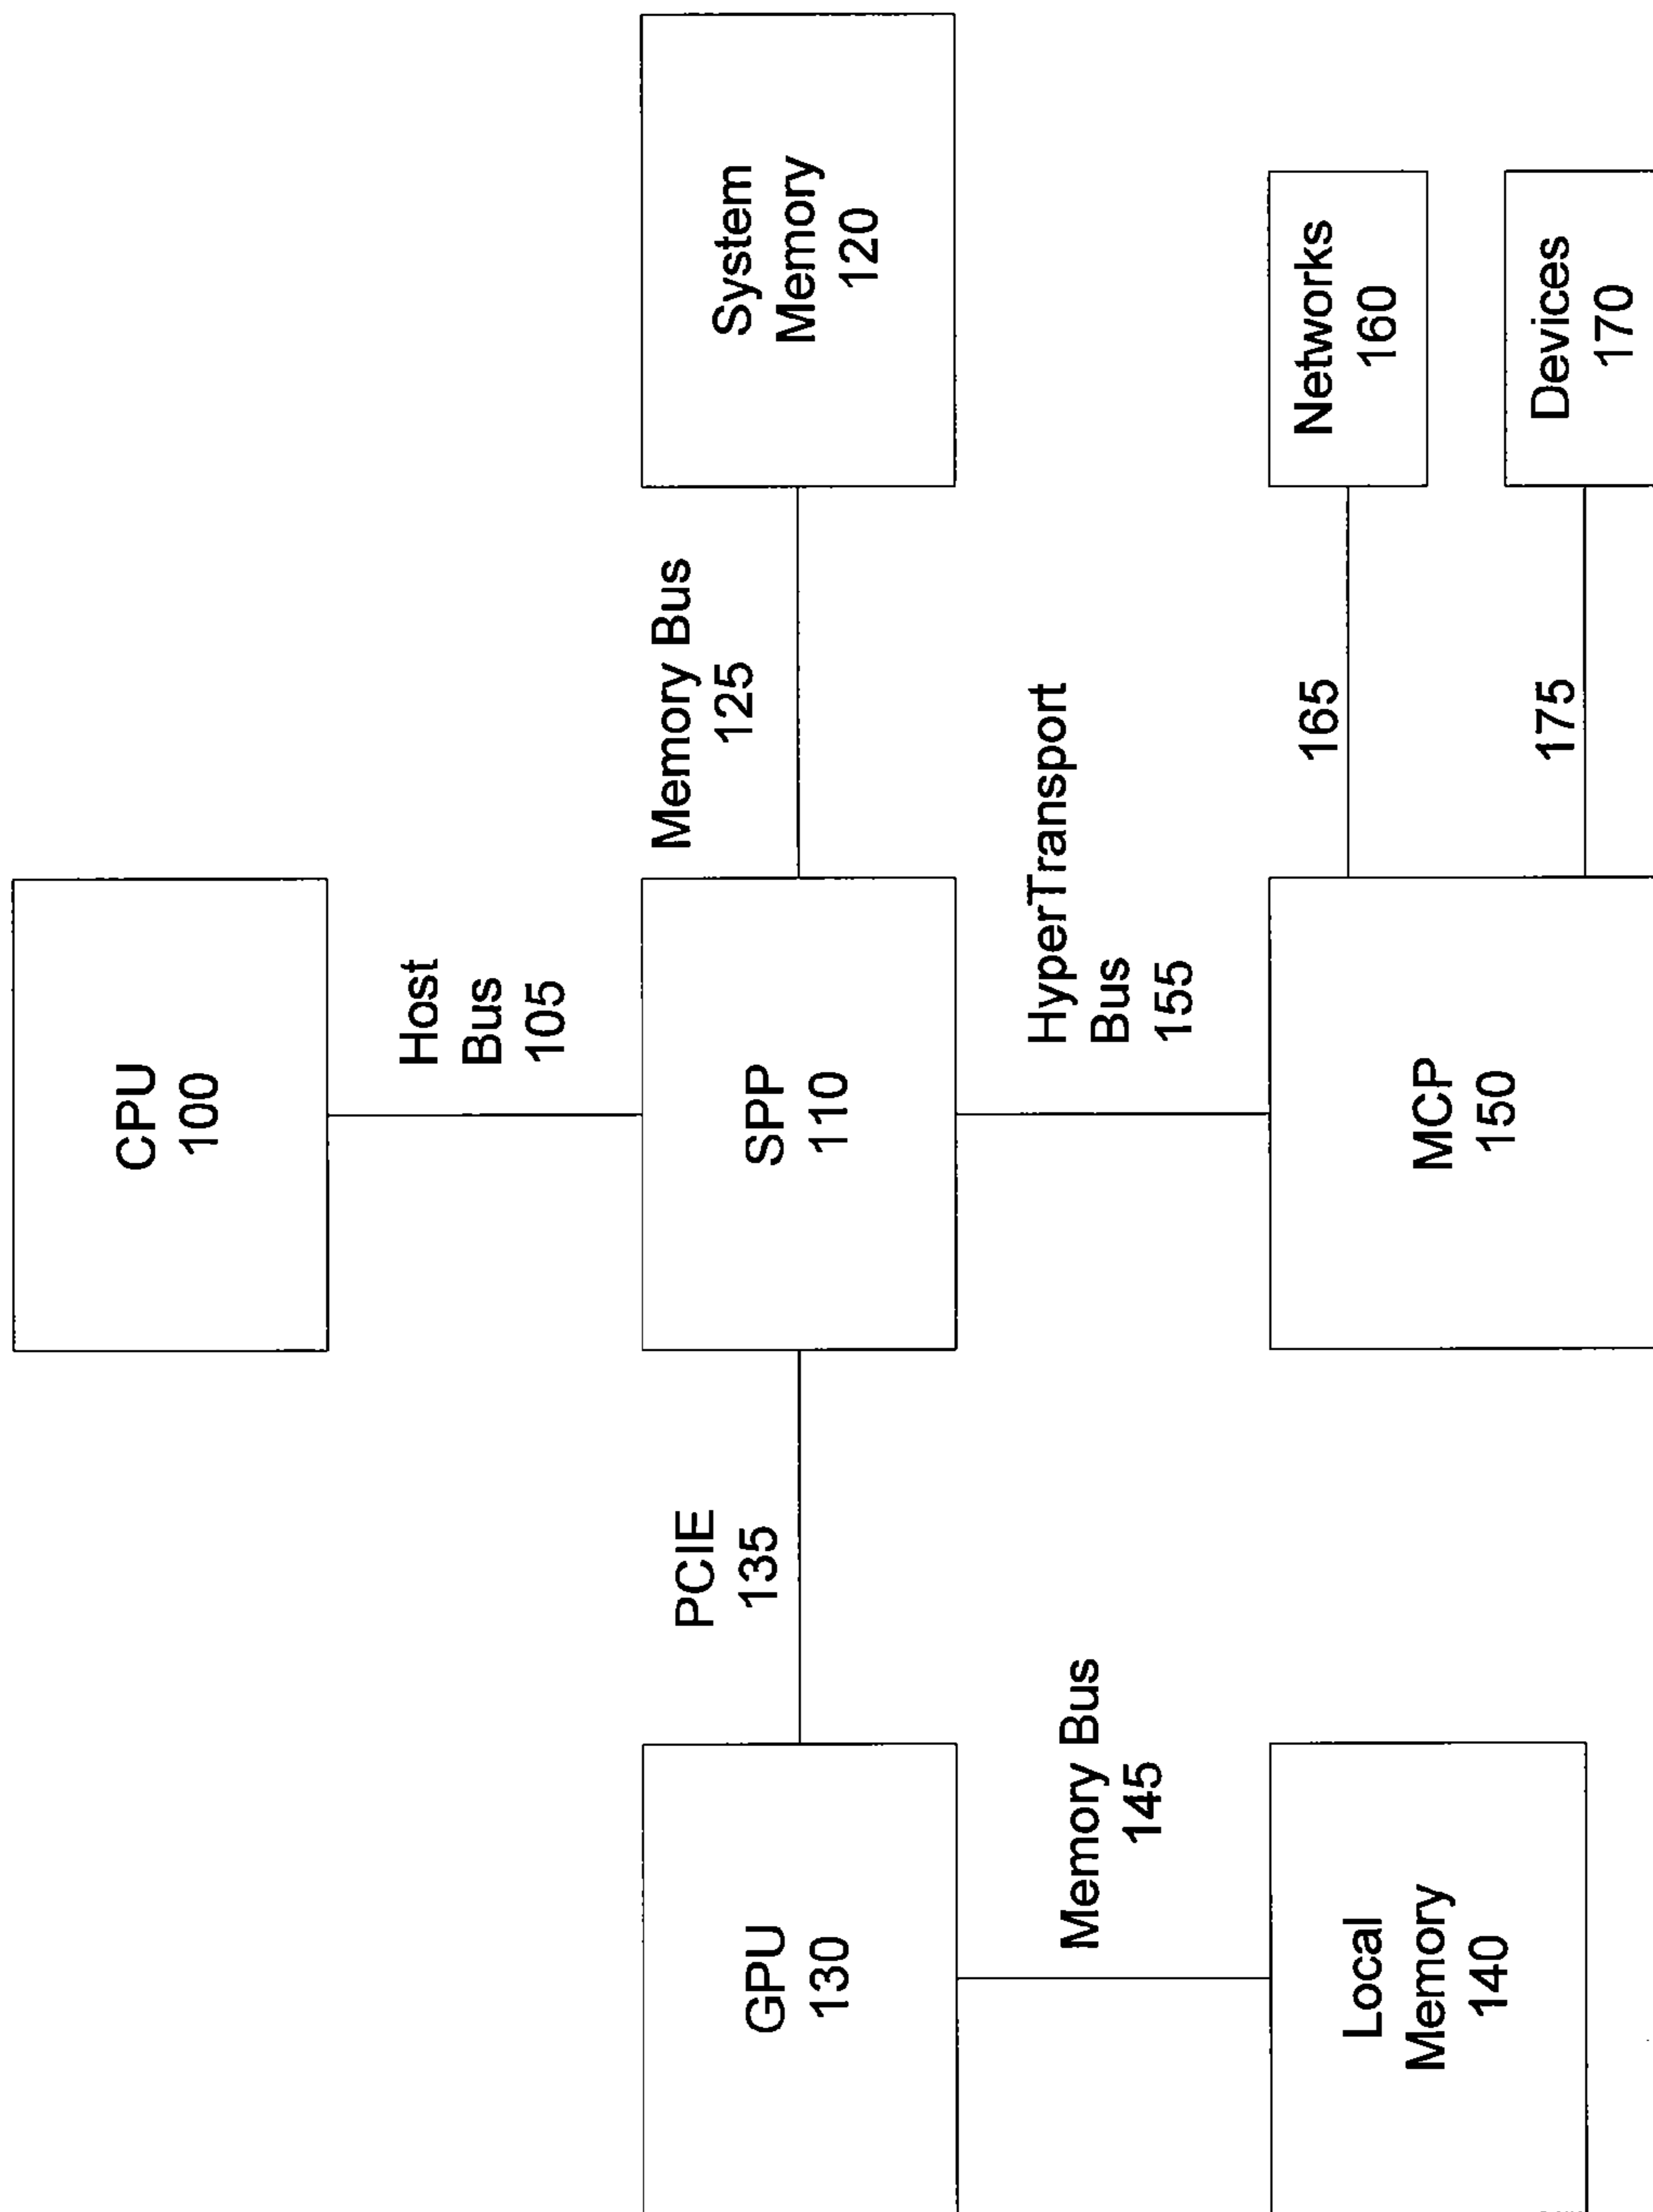 CPU
100
Host
Bus
105
PCIE
135
Memory Bus
125
GPU
130
SPP
110
System
Memory
120
Memory Bus
145
HyperTransport
Bus
155
Local
Memory
140
MCP
150
165
Networks
160
175
Devices
170